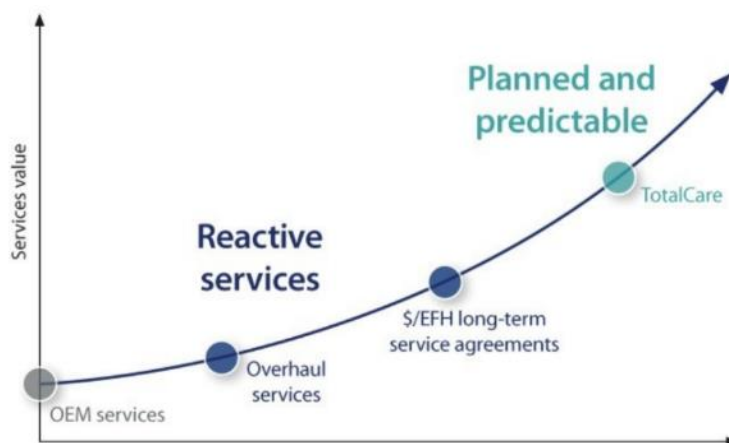 Planned and
predictable
Services value
TotalCare
Reactive
services
$/EFH long-term
service agreements
Overhaul
services
OEM services